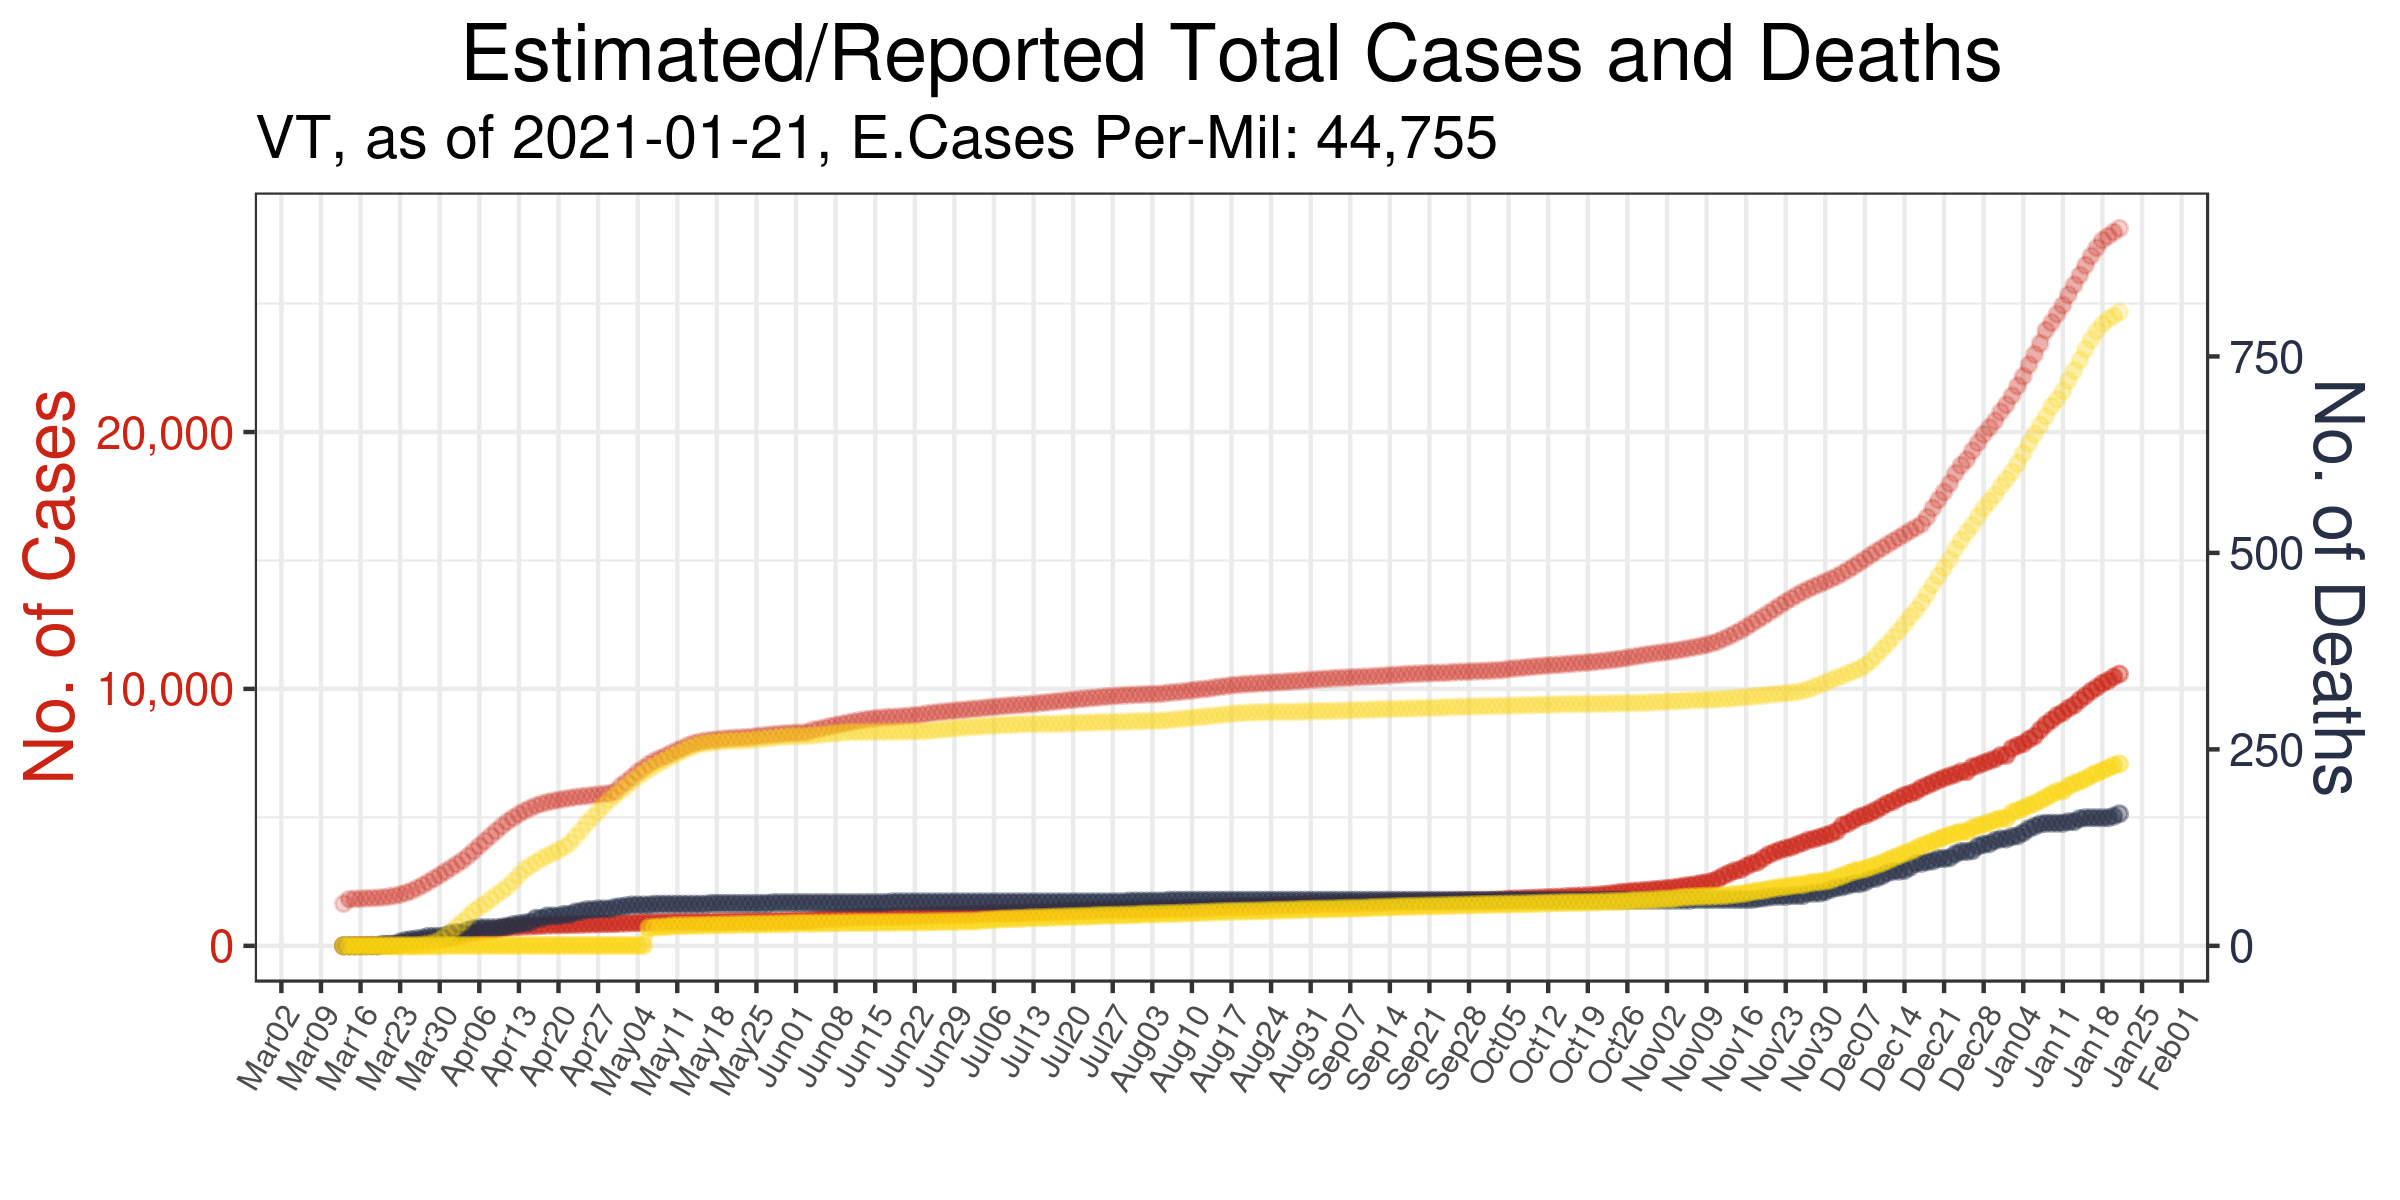 Estimated/Reported Total Cases and Deaths
VT, as of 2021-01-21, E.Cases Per-Mil: 44,755
No. of Cases
20,000
10,000
0
750
500
250
0
No. of Deaths
Mar02 Mar09 Mar16 Mar23 Mar30 Apr06 Apr13 Apr20 Apr27 May04 May11 May18 May25 Jun01 Jun08 Jun15 Jun22 Jun29 Jul06 Jul13 Jul20 Jul27 Aug03 Aug10 Aug17 Aug24 Aug31 Sep07 Sep14 Sep21 Sep28 Oct05 Oct12 Oct19 Oct26 Nov02 Nov09 Nov16 Nov23 Nov30 Dec07 Dec14 Dec21 Dec28 Jan04 Jan11 Jan18 Jan25 Feb01